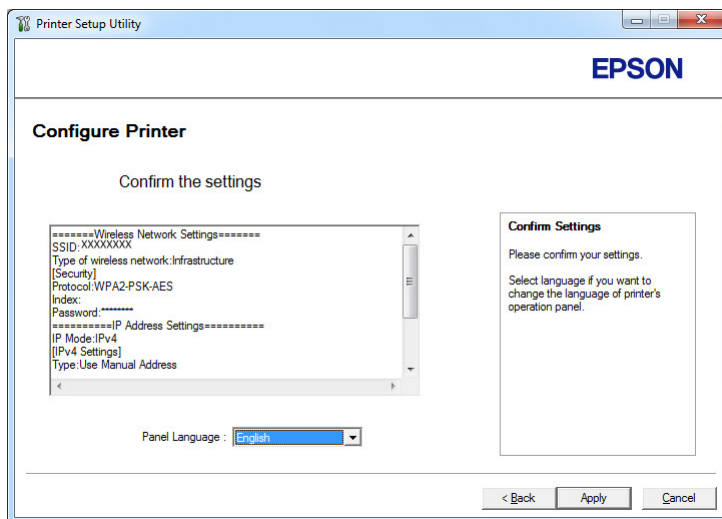 Printer Setup Utility
EPSON
Configure Printer
Confirm the settings
=======Wireless Network Settings=======
SSID:XXXXXXXX
Type of wireless network:Infrastructure
[Security]
Protocol:WPA2-PSK-AES
Index:
Password:********
==========IP Address Settings==========
IP Mode:IPv4
[IPv4 Settings]
Type:Use Manual Address
Panel Language : English
Confirm Settings
Please confirm your settings.
Select language if you want to
change the language of printer's
operation panel.
< Back
Apply
Cancel